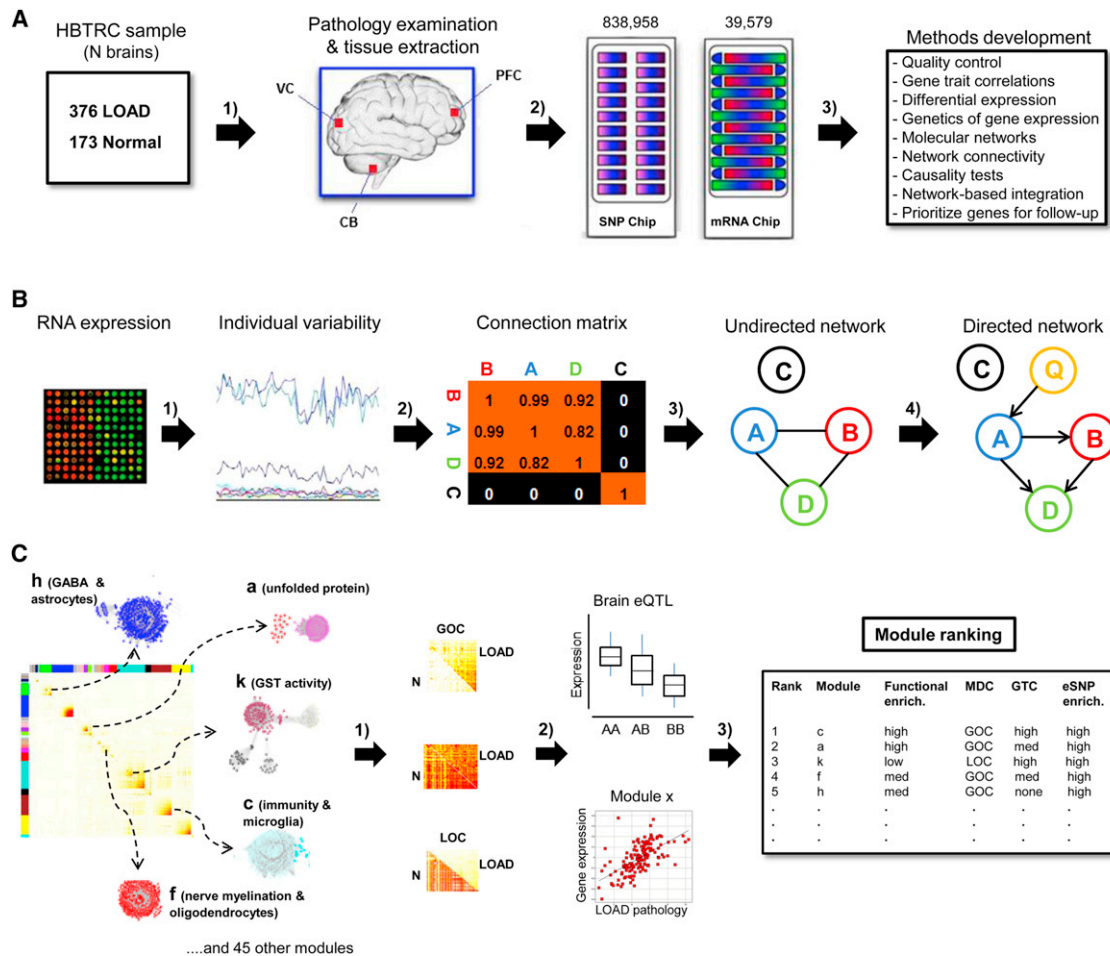 A
HBTRC sample
(N brains)
376 LOAD
173 Normal
1)
Pathology examination
& tissue extraction
VC
PFC
CB
2)
838,958
39,579
SNP Chip
mRNA Chip
3)
Methods development
- Quality control
- Gene trait correlations
- Differential expression
- Genetics of gene expression
- Molecular networks
- Network connectivity
- Causality tests
- Network-based integration
- Prioritize genes for follow-up
B
RNA expression
1)
Individual variability
2)
Connection matrix
B A D C
B 1 0.99 0.92 0
A 0.99 1 0.82 0
D 0.92 0.82 1 0
C 0 0 0 1
3)
Undirected network
C
A
B
D
4)
Directed network
C
Q
A
B
D
C
h (GABA &
astrocytes)
a (unfolded protein)
k (GST activity)
c (immunity &
microglia)
f (nerve myelination &
oligodendrocytes)
....and 45 other modules
1)
GOC
LOAD
N
N
LOAD
LOC
LOAD
N
2)
Brain eQTL
Expression
AA AB BB
Module x
Gene expression
LOAD pathology
3)
Module ranking
Rank Module Functional enrich. MDC GTC eSNP enrich.
1 c high GOC high high
2 a high GOC med high
3 k low LOC high high
4 f med GOC med high
5 h med GOC none high
. . . . . .
. . . . . .
. . . . . .